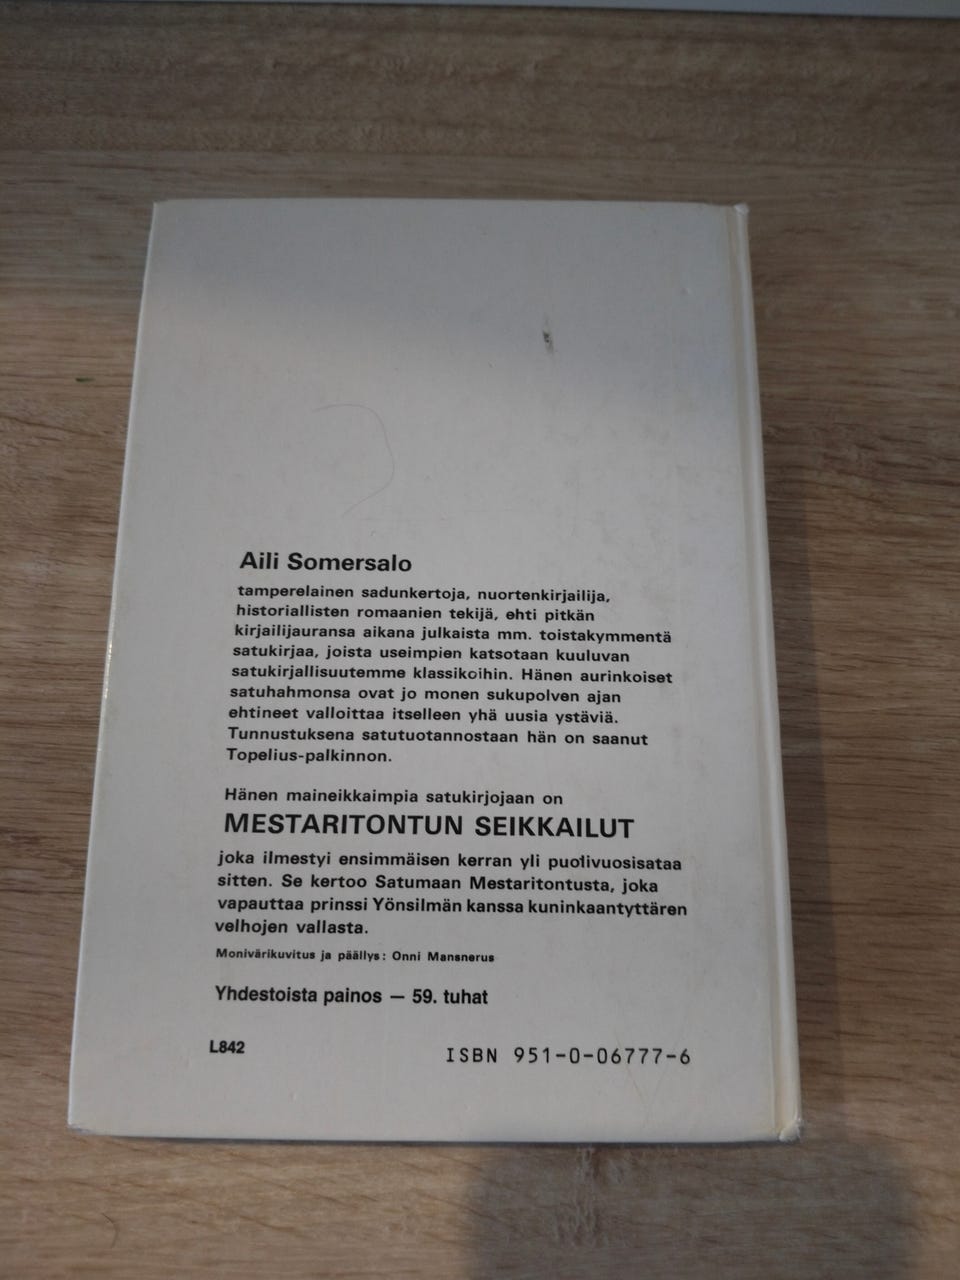 Aili Somersalo
tamperelainen sadunkertoja, nuortenkirjailija,
historiallisten romaanien tekijä, ehti pitkän
kirjailijauransa aikana julkaista mm. toistakymmentä
satukirjaa, joista useimpien katsotaan kuuluvan
satukirjallisuutemme klassikoihin. Hänen aurinkoiset
satuhahmonsa ovat jo monen sukupolven ajan
ehtineet valloittaa itselleen yhä uusia ystäviä.
Tunnustuksena satutuotannostaan hän on saanut
Topelius-palkinnon.
Hänen maineikkaimpia satukirjojaan on
MESTARITONTUN SEIKKAILUT
joka ilmestyi ensimmäisen kerran yli puolivuosisataa
sitten. Se kertoo Satumaan Mestaritontusta, joka
vapauttaa prinssi Yönsilmän kanssa kuninkaantyttären
velhojen vallasta.
Monivärikuvitus ja päällys: Onni Mansnerus
Yhdestoista painos — 59. tuhat
L842
ISBN 951-0-06777-6